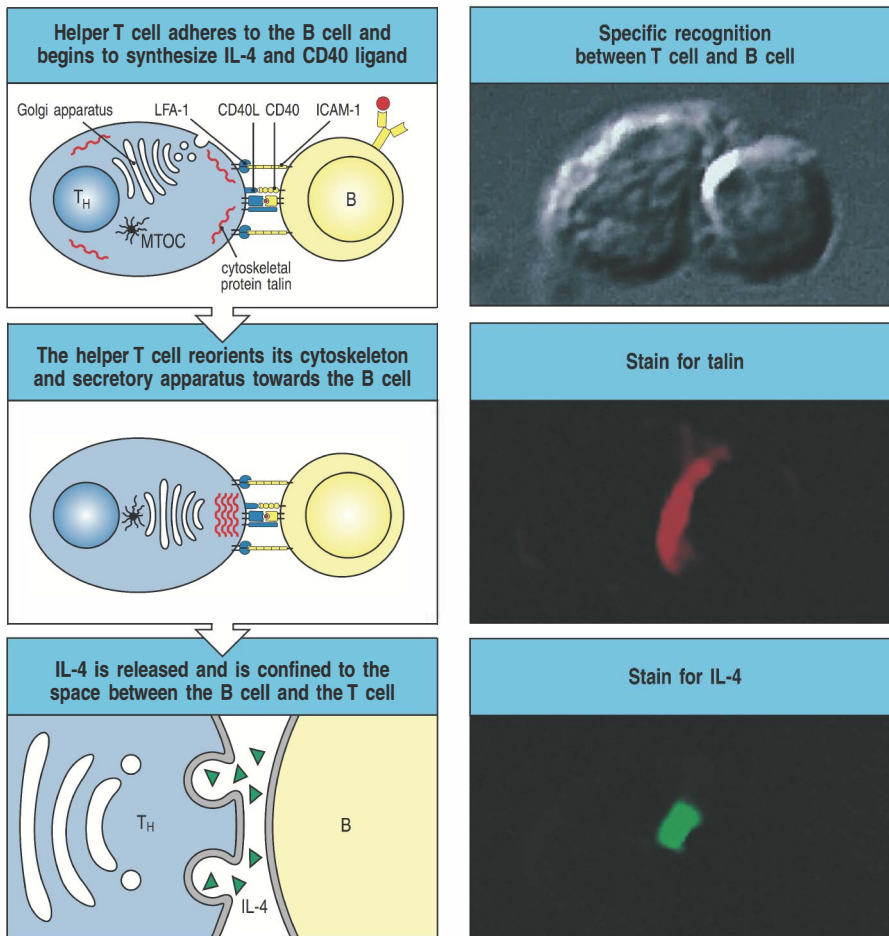 Helper T cell adheres to the B cell and
begins to synthesize IL-4 and CD40 ligand
Golgi apparatus
LFA-1
CD40L
CD40
ICAM-1
TH
MTOC
B
cytoskeletal
protein talin
Specific recognition
between T cell and B cell
The helper T cell reorients its cytoskeleton
and secretory apparatus towards the B cell
Stain for talin
IL-4 is released and is confined to the
space between the B cell and the T cell
TH
B
IL-4
Stain for IL-4